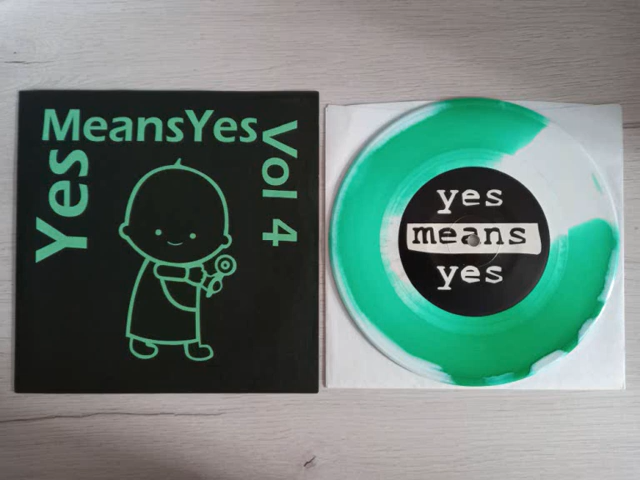 Yes
MeansYes
Vol 4
yes
means
yes